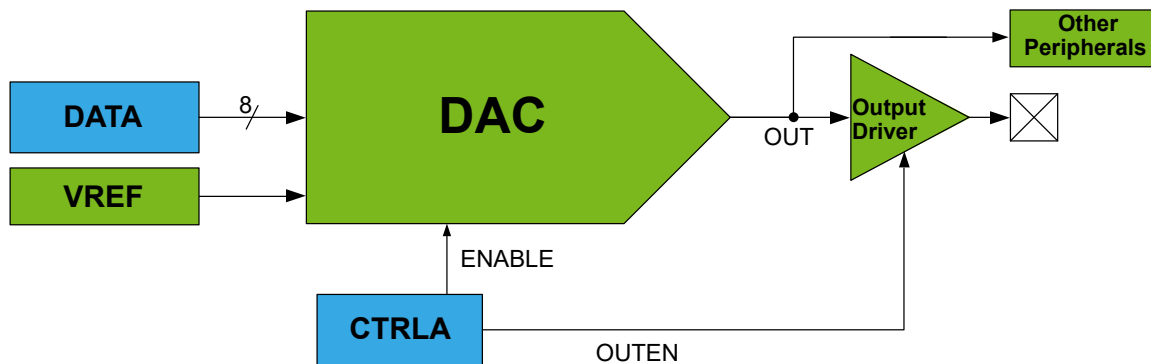 Other
Peripherals
DATA
8
DAC
Output
Driver
OUT
VREF
ENABLE
CTRLA
OUTEN